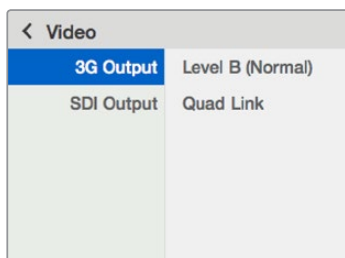 < Video
3G Output Level B (Normal)
SDI Output Quad Link